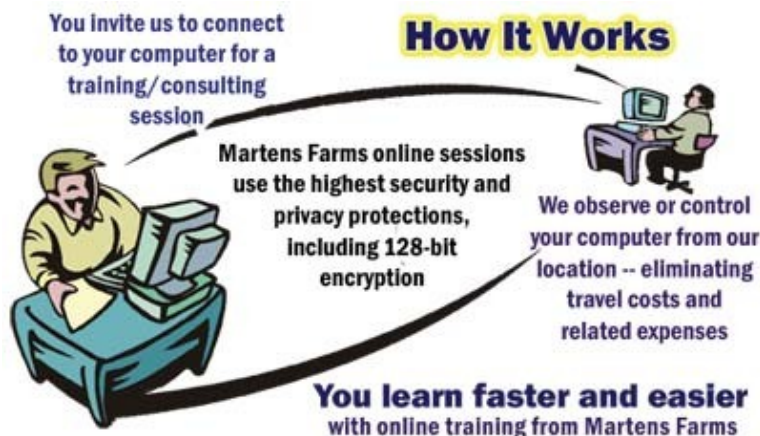 You invite us to connect
to your computer for a
training/consulting
session
How It Works
Martens Farms online sessions
use the highest security and
privacy protections,
including 128-bit
encryption
We observe or control
your computer from our
location -- eliminating
travel costs and
related expenses
You learn faster and easier
with online training from Martens Farms